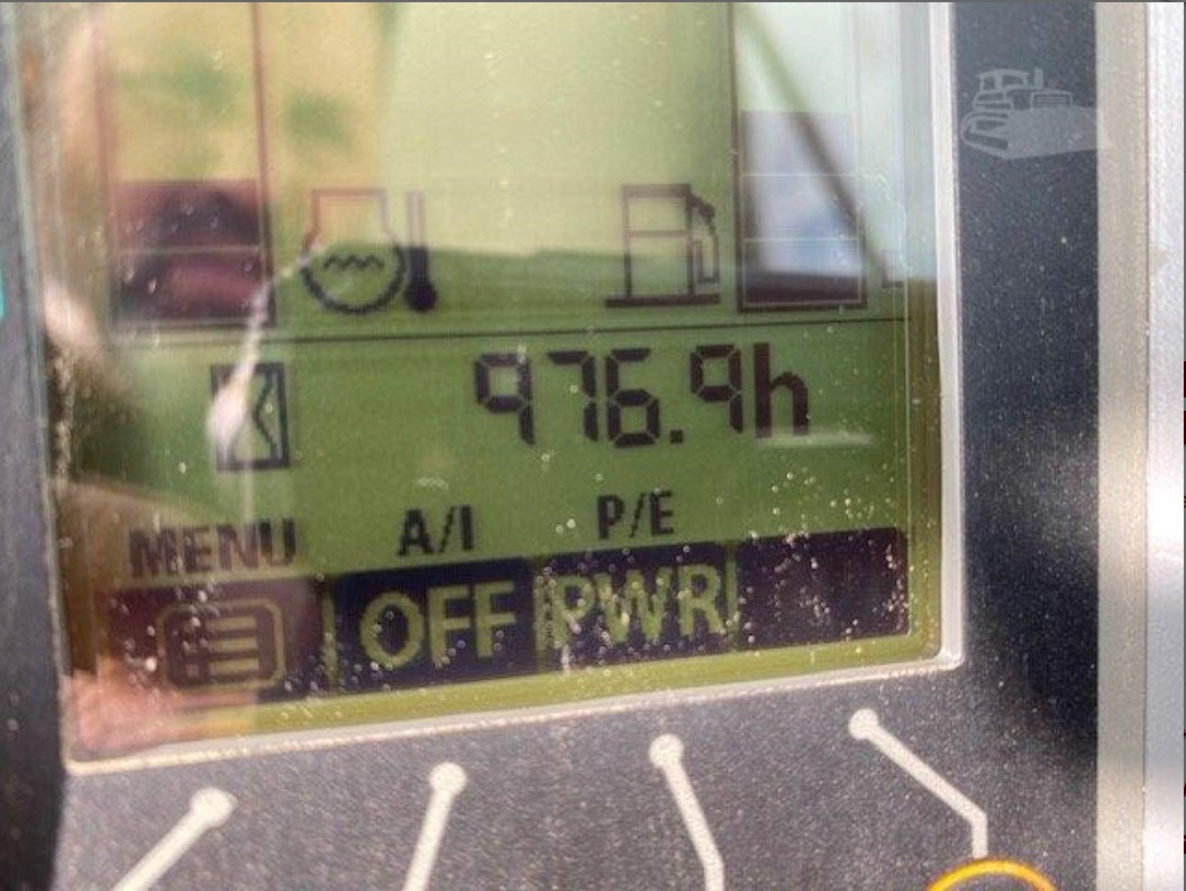 976.9h
MENU A/I P/E
OFF PWR